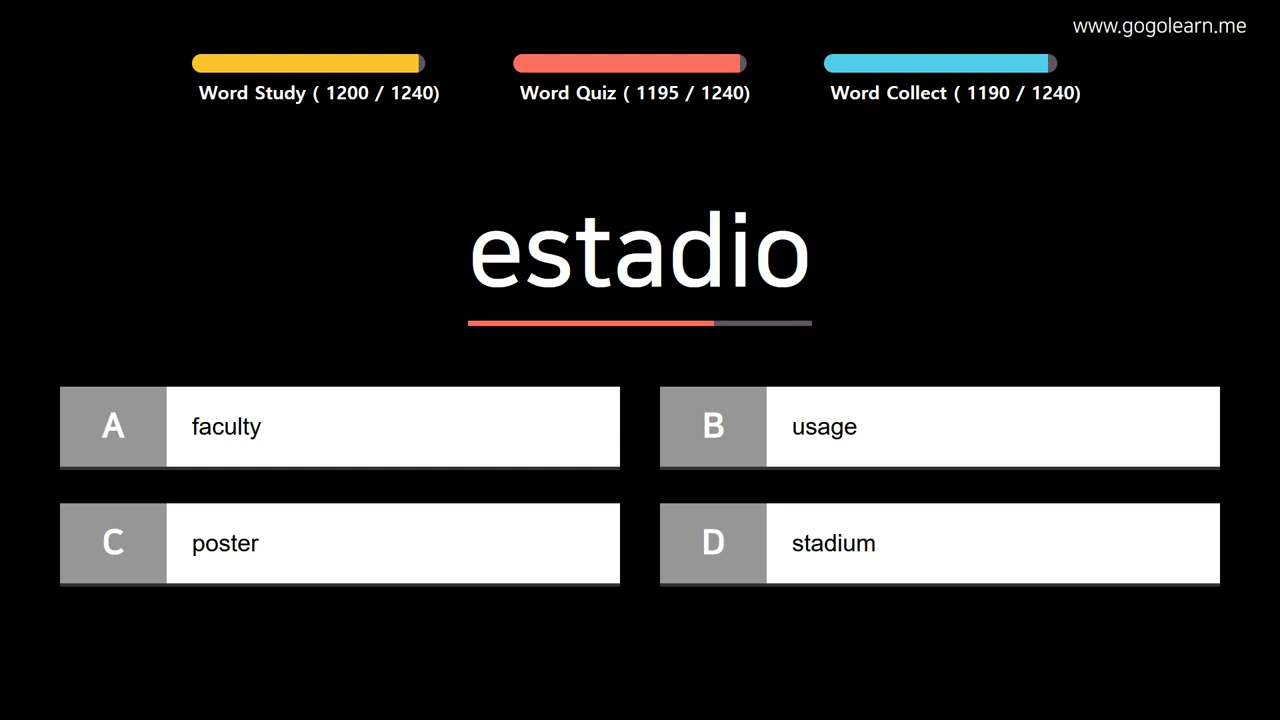 www.gogolearn.me
Word Study ( 1200 / 1240)
Word Quiz ( 1195 / 1240)
Word Collect ( 1190 / 1240)
estadio
A faculty
B usage
C poster
D stadium